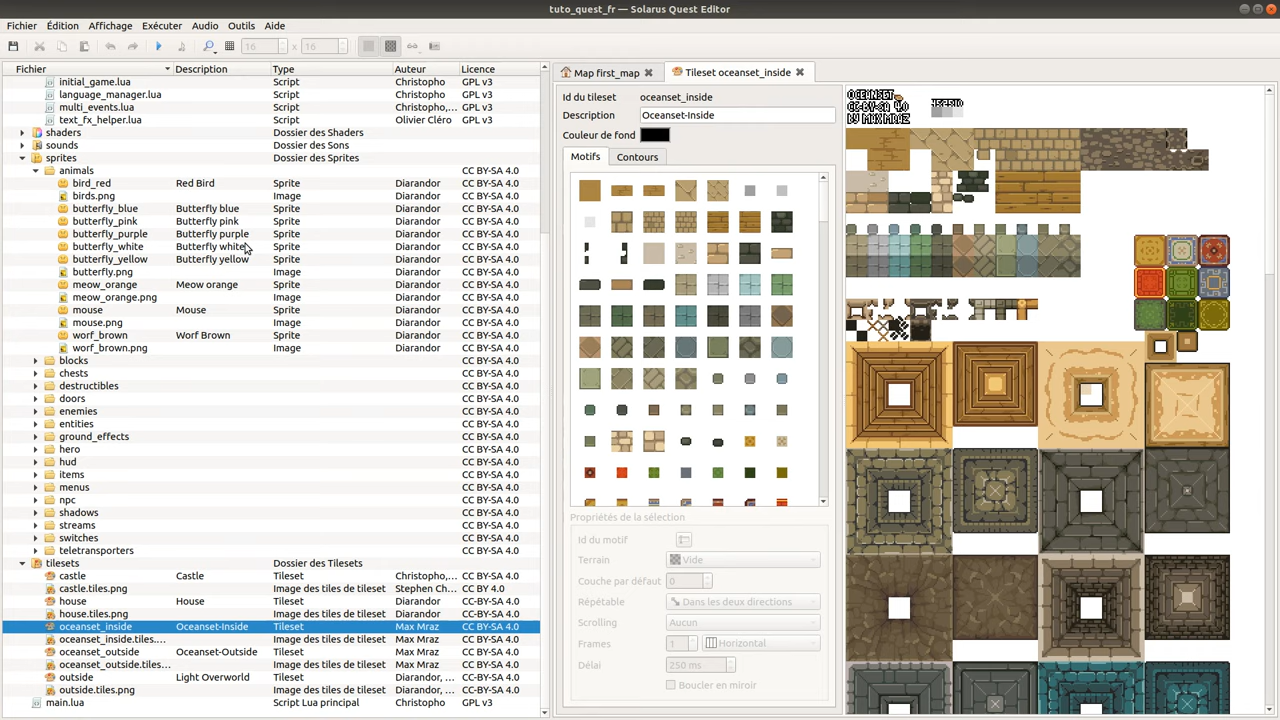 tuto_quest_fr — Solarus Quest Editor
Fichier Édition Affichage Exécuter Audio Outils Aide
16 x 16
Fichier Description Type Auteur Licence
initial_game.lua Script Christopho GPL v3
language_manager.lua Script Christopho GPL v3
multi_events.lua Script Christopho,... GPL v3
text_fx_helper.lua Script Olivier Cléro GPL v3
shaders Dossier des Shaders
sounds Dossier des Sons
sprites Dossier des Sprites
animals CC BY-SA 4.0
bird_red Red Bird Sprite Diarandor CC BY-SA 4.0
birds.png Image Diarandor CC BY-SA 4.0
butterfly_blue Butterfly blue Sprite Diarandor CC BY-SA 4.0
butterfly_pink Butterfly pink Sprite Diarandor CC BY-SA 4.0
butterfly_purple Butterfly purple Sprite Diarandor CC BY-SA 4.0
butterfly_white Butterfly white Sprite Diarandor CC BY-SA 4.0
butterfly_yellow Butterfly yellow Sprite Diarandor CC BY-SA 4.0
butterfly.png Image Diarandor CC BY-SA 4.0
meow_orange Meow orange Sprite Diarandor CC BY-SA 4.0
meow_orange.png Image Diarandor CC BY-SA 4.0
mouse Mouse Sprite Diarandor CC BY-SA 4.0
mouse.png Image Diarandor CC BY-SA 4.0
worf_brown Worf Brown Sprite Diarandor CC BY-SA 4.0
worf_brown.png Image Diarandor CC BY-SA 4.0
blocks CC BY-SA 4.0
chests CC BY-SA 4.0
destructibles CC BY-SA 4.0
doors CC BY-SA 4.0
enemies CC BY-SA 4.0
entities CC BY-SA 4.0
ground_effects CC BY-SA 4.0
hero CC BY-SA 4.0
hud CC BY-SA 4.0
items CC BY-SA 4.0
menus CC BY-SA 4.0
npc CC BY-SA 4.0
shadows CC BY-SA 4.0
streams CC BY-SA 4.0
switches CC BY-SA 4.0
teletransporters CC BY-SA 4.0
tilesets Dossier des Tilesets
castle Castle Tileset Christopho,... CC BY-SA 4.0
castle.tiles.png Image des tiles de tileset Stephen Ch... CC BY 4.0
house House Tileset Diarandor CC BY-SA 4.0
house.tiles.png Image des tiles de tileset Diarandor CC BY-SA 4.0
oceanset_inside Oceanset-Inside Tileset Max Mraz CC BY-SA 4.0
oceanset_inside.tiles.... Image des tiles de tileset Max Mraz CC BY-SA 4.0
oceanset_outside Oceanset-Outside Tileset Max Mraz CC BY-SA 4.0
oceanset_outside.tiles... Image des tiles de tileset Max Mraz CC BY-SA 4.0
outside Light Overworld Tileset Diarandor, ... CC BY-SA 4.0
outside.tiles.png Image des tiles de tileset Diarandor, ... CC BY-SA 4.0
main.lua Script Lua principal Christopho GPL v3
Map first_map Tileset oceanset_inside
Id du tileset oceanset_inside
Description Oceanset-Inside
Couleur de fond
Motifs Contours
Propriétés de la sélection
Id du motif
Terrain Vide
Couche par défaut 0
Répétable Dans les deux directions
Scrolling Aucun
Frames 1 Horizontal
Délai 250 ms
Boucler en miroir
OCEANSET
CC-BY-SA 4.0
BY MAX MRAZ